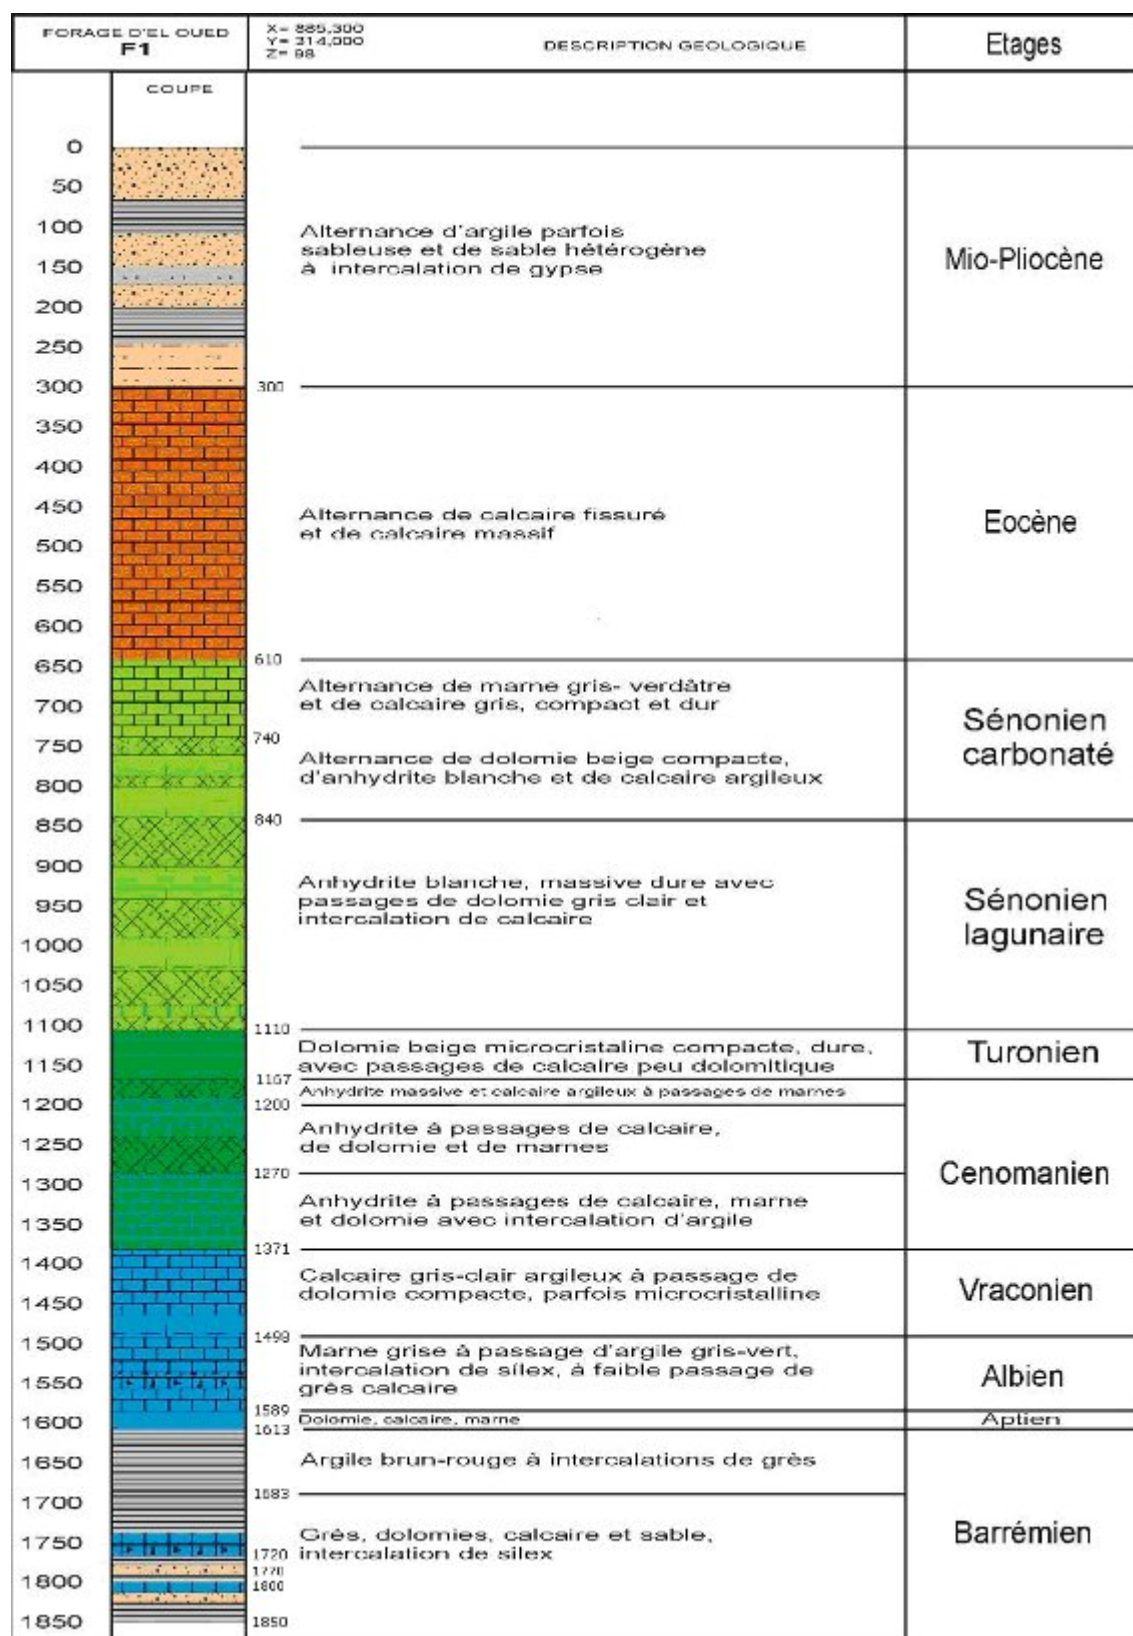 FORAGE D'EL OUED
F1
X= 885,300
Y= 314,000
Z= 98
DESCRIPTION GEOLOGIQUE
Etages
COUPE
0
50
100
150
200
250
300
350
400
450
500
550
600
650
700
750
800
850
900
950
1000
1050
1100
1150
1200
1250
1300
1350
1400
1450
1500
1550
1600
1650
1700
1750
1800
1850
Alternance d'argile parfois
sableuse et de sable hétérogène
à intercalation de gypse
Mio-Pliocène
300
Alternance de calcaire fissuré
et de calcaire massif
Eocène
610
Alternance de marne gris- verdâtre
et de calcaire gris, compact et dur
740
Alternance de dolomie beige compacte,
d'anhydrite blanche et de calcaire argileux
Sénonien
carbonaté
840
Anhydrite blanche, massive dure avec
passages de dolomie gris clair et
intercalation de calcaire
Sénonien
lagunaire
1110
Dolomie beige microcristaline compacte, dure,
avec passages de calcaire peu dolomitique
Turonien
1167
Anhydrite massive et calcaire argileux à passages de marnes
1200
Anhydrite à passages de calcaire,
de dolomie et de marnes
1270
Anhydrite à passages de calcaire, marne
et dolomie avec intercalation d'argile
Cenomanien
1371
Calcaire gris-clair argileux à passage de
dolomie compacte, parfois microcristalline
Vraconien
1498
Marne grise à passage d'argile gris-vert,
intercalation de silex, à faible passage de
grès calcaire
Albien
1589
Dolomie, calcaire, marne
Aptien
1613
Argile brun-rouge à intercalations de grès
1683
Grès, dolomies, calcaire et sable,
intercalation de silex
Barrémien
1720
1770
1800
1850